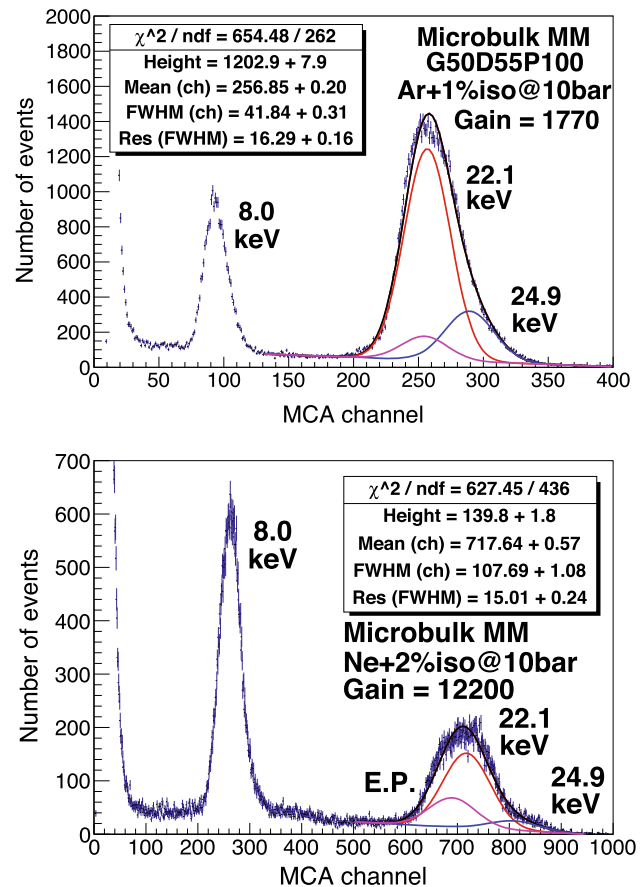 2000
1800
1600
1400
1200
1000
800
600
400
200
0
Number of events
χ^2 / ndf = 654.48 / 262
Height = 1202.9 + 7.9
Mean (ch) = 256.85 + 0.20
FWHM (ch) = 41.84 + 0.31
Res (FWHM) = 16.29 + 0.16
Microbulk MM
G50D55P100
Ar+1%iso@10bar
Gain = 1770
8.0
keV
22.1
keV
24.9
keV
0 50 100 150 200 250 300 350 400
MCA channel
700
600
500
400
300
200
100
0
Number of events
χ^2 / ndf = 627.45 / 436
Height = 139.8 + 1.8
Mean (ch) = 717.64 + 0.57
FWHM (ch) = 107.69 + 1.08
Res (FWHM) = 15.01 + 0.24
8.0
keV
Microbulk MM
Ne+2%iso@10bar
Gain = 12200
22.1
keV
E.P.
24.9
keV
0 100 200 300 400 500 600 700 800 900 1000
MCA channel